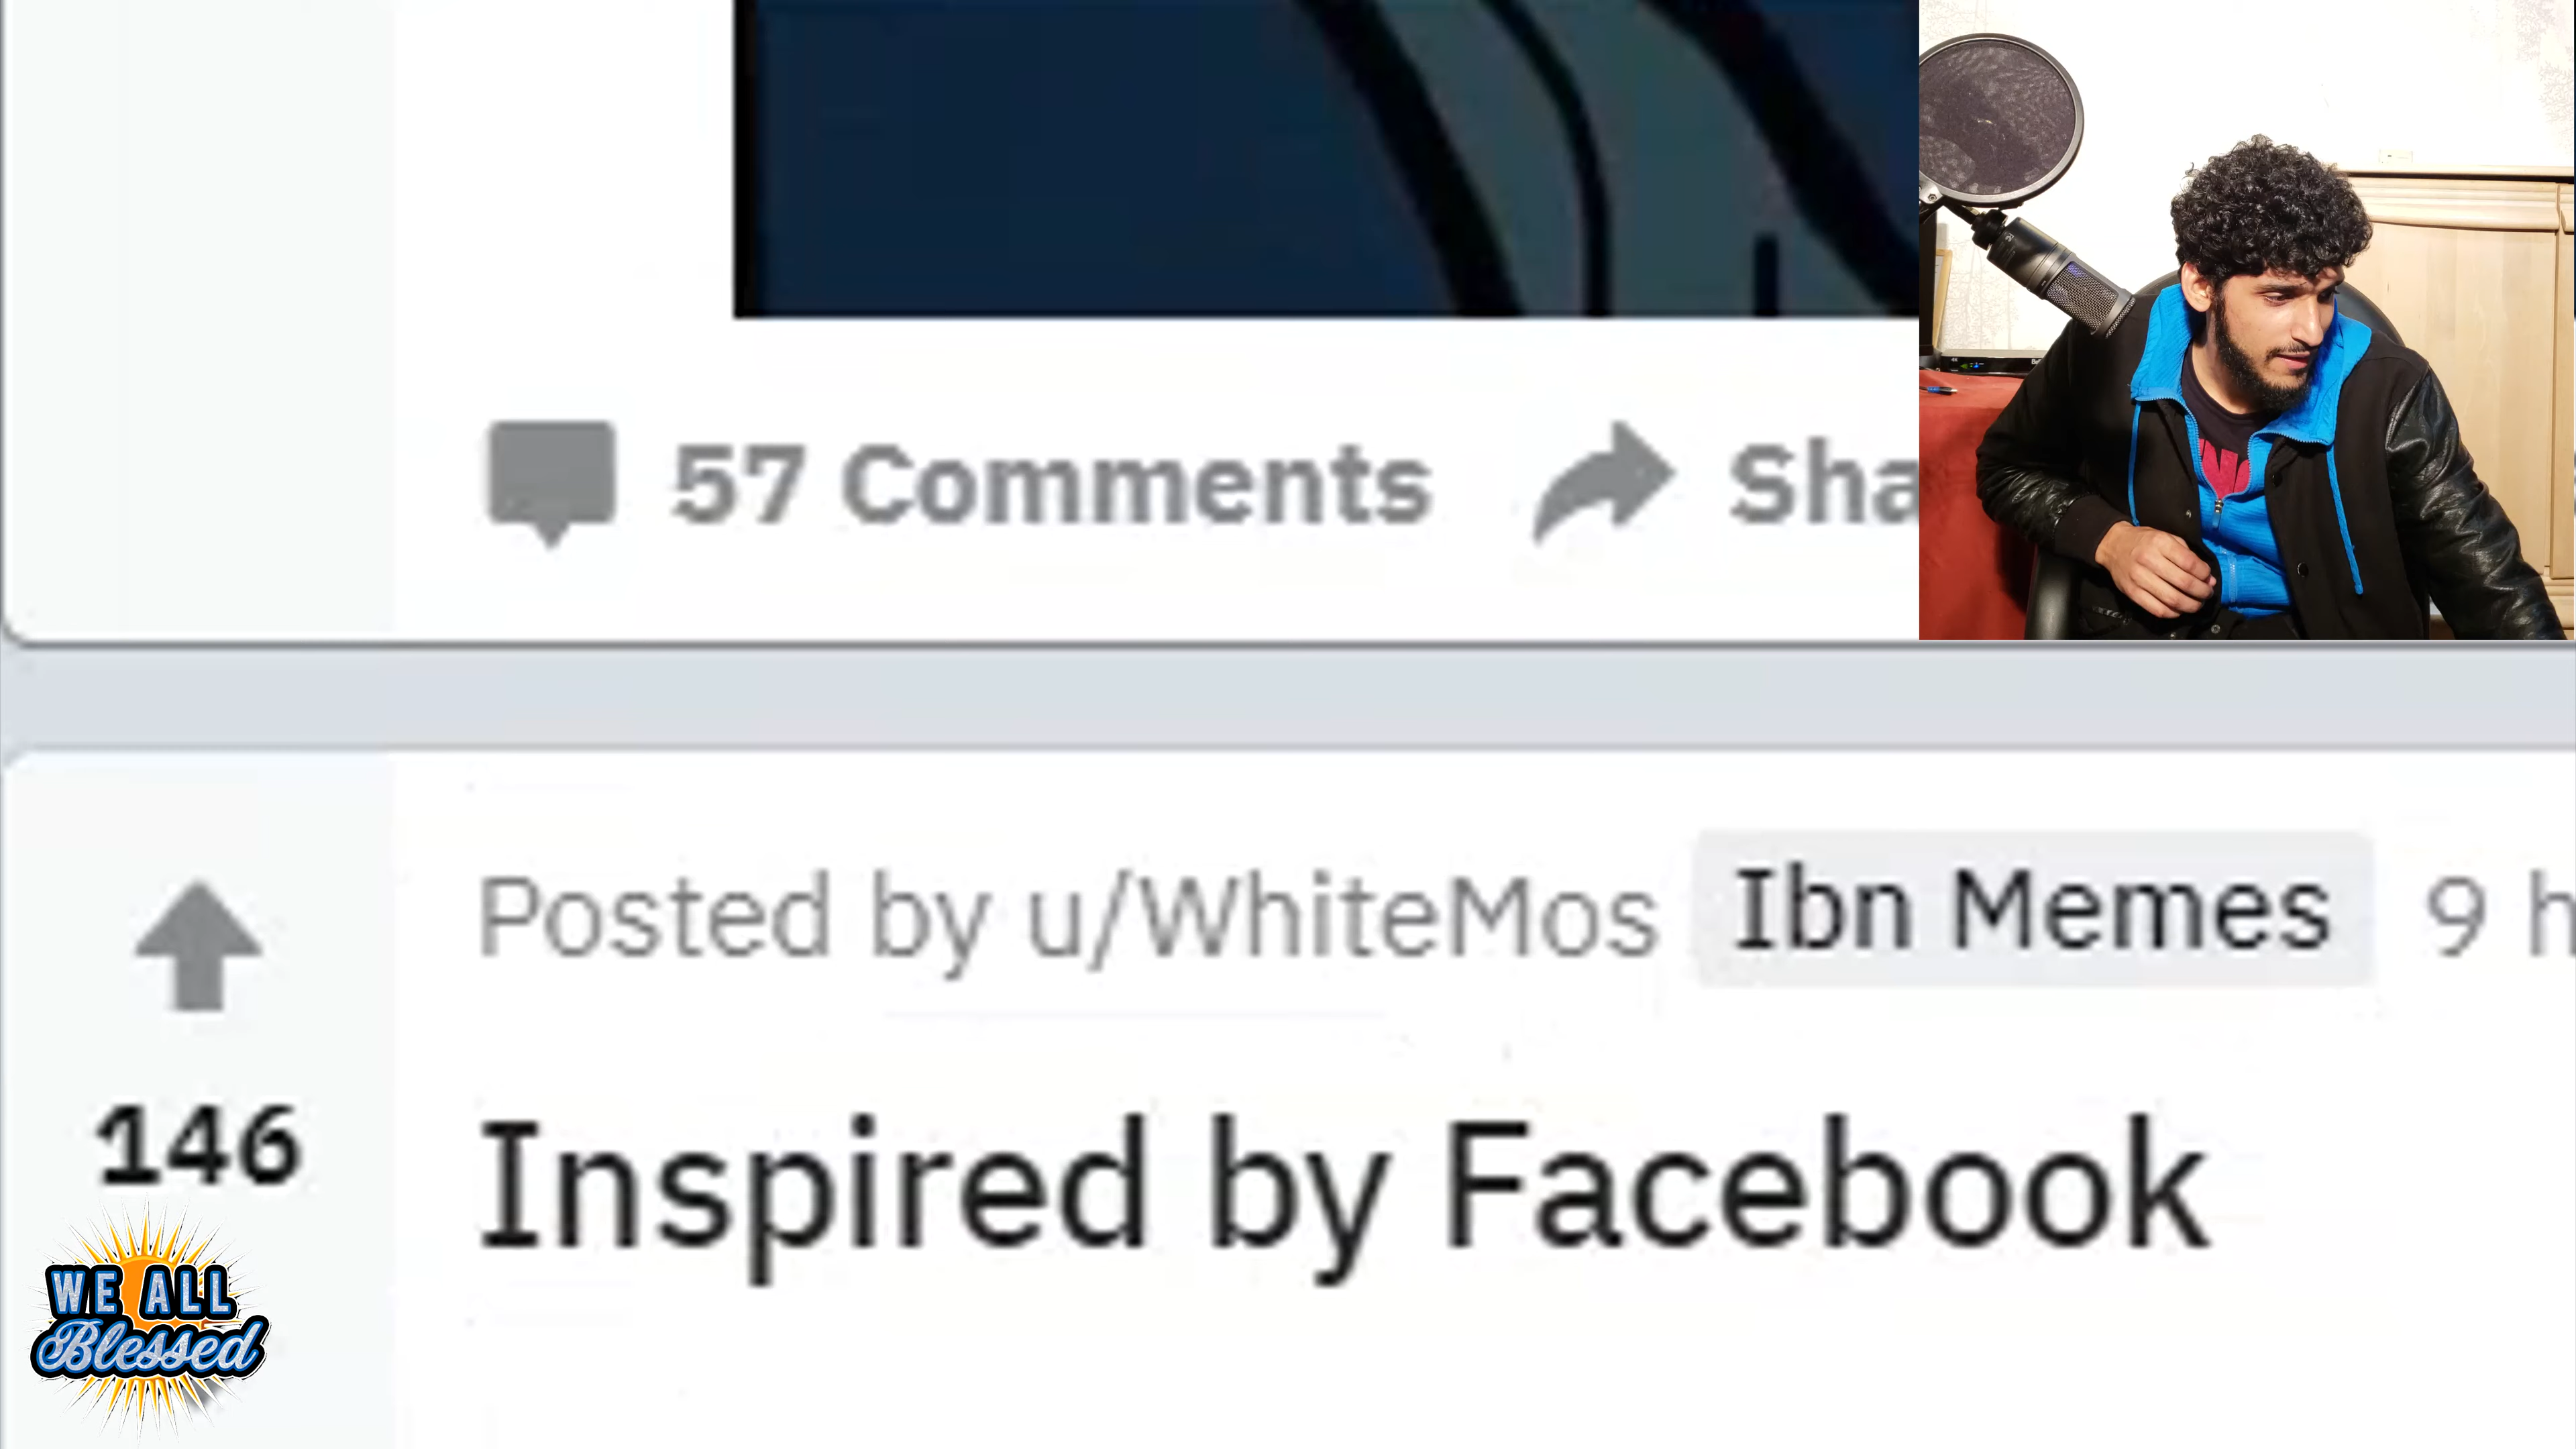 57 Comments
Sha
Posted by u/WhiteMos Ibn Memes 9 h
146
Inspired by Facebook
WE ALL
Blessed